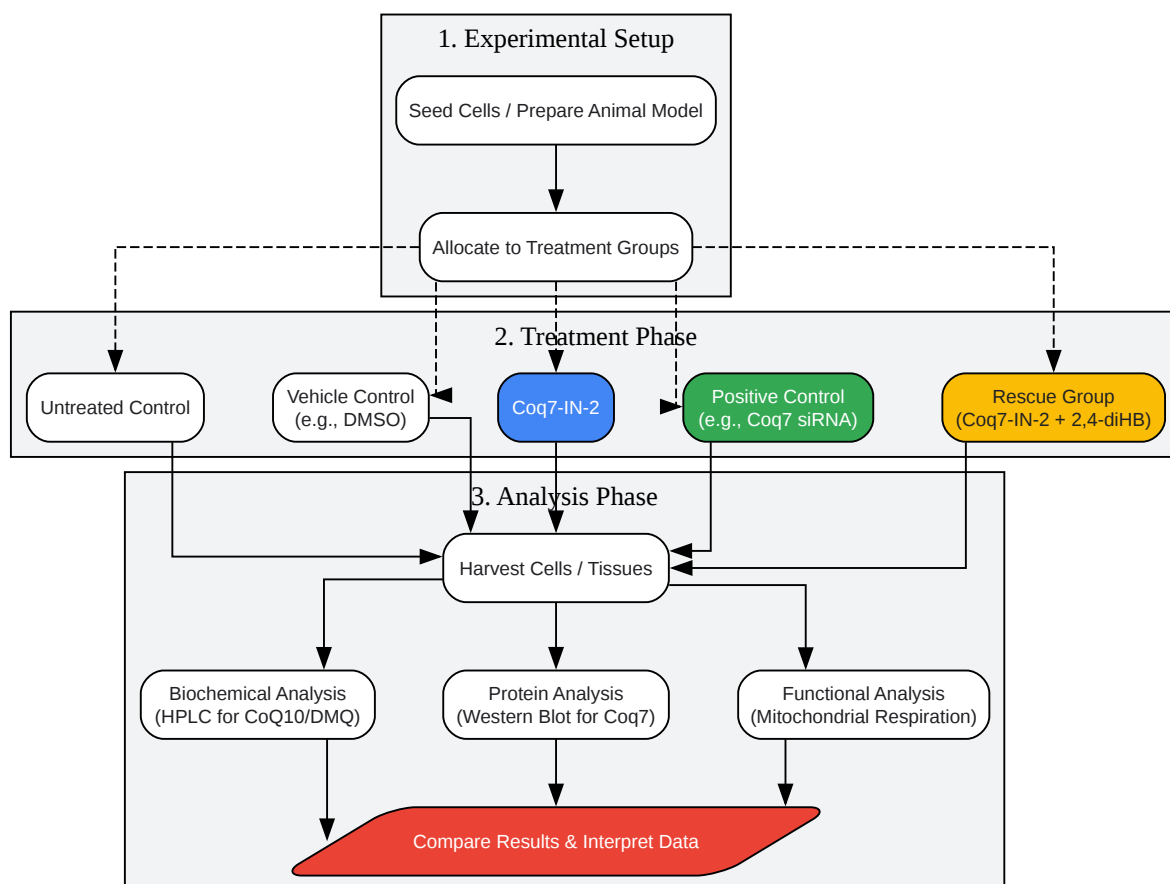 1. Experimental Setup
Seed Cells / Prepare Animal Model
Allocate to Treatment Groups
2. Treatment Phase
Untreated Control
Vehicle Control
(e.g., DMSO)
Coq7-IN-2
Positive Control
(e.g., Coq7 siRNA)
Rescue Group
(Coq7-IN-2 + 2,4-diHB)
3. Analysis Phase
Harvest Cells / Tissues
Biochemical Analysis
(HPLC for CoQ10/DMQ)
Protein Analysis
(Western Blot for Coq7)
Functional Analysis
(Mitochondrial Respiration)
Compare Results & Interpret Data